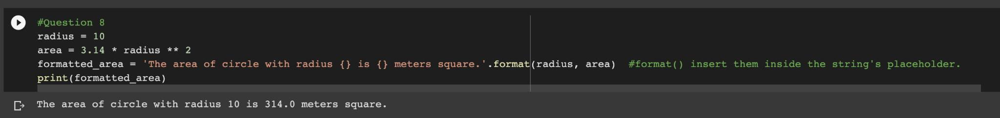 #Question 8
radius = 10
area = 3.14 * radius ** 2
formatted_area = 'The area of circle with radius {} is {} meters square.'.format(radius, area)  #format() insert them inside the string's placeholder.
print(formatted_area)
The area of circle with radius 10 is 314.0 meters square.